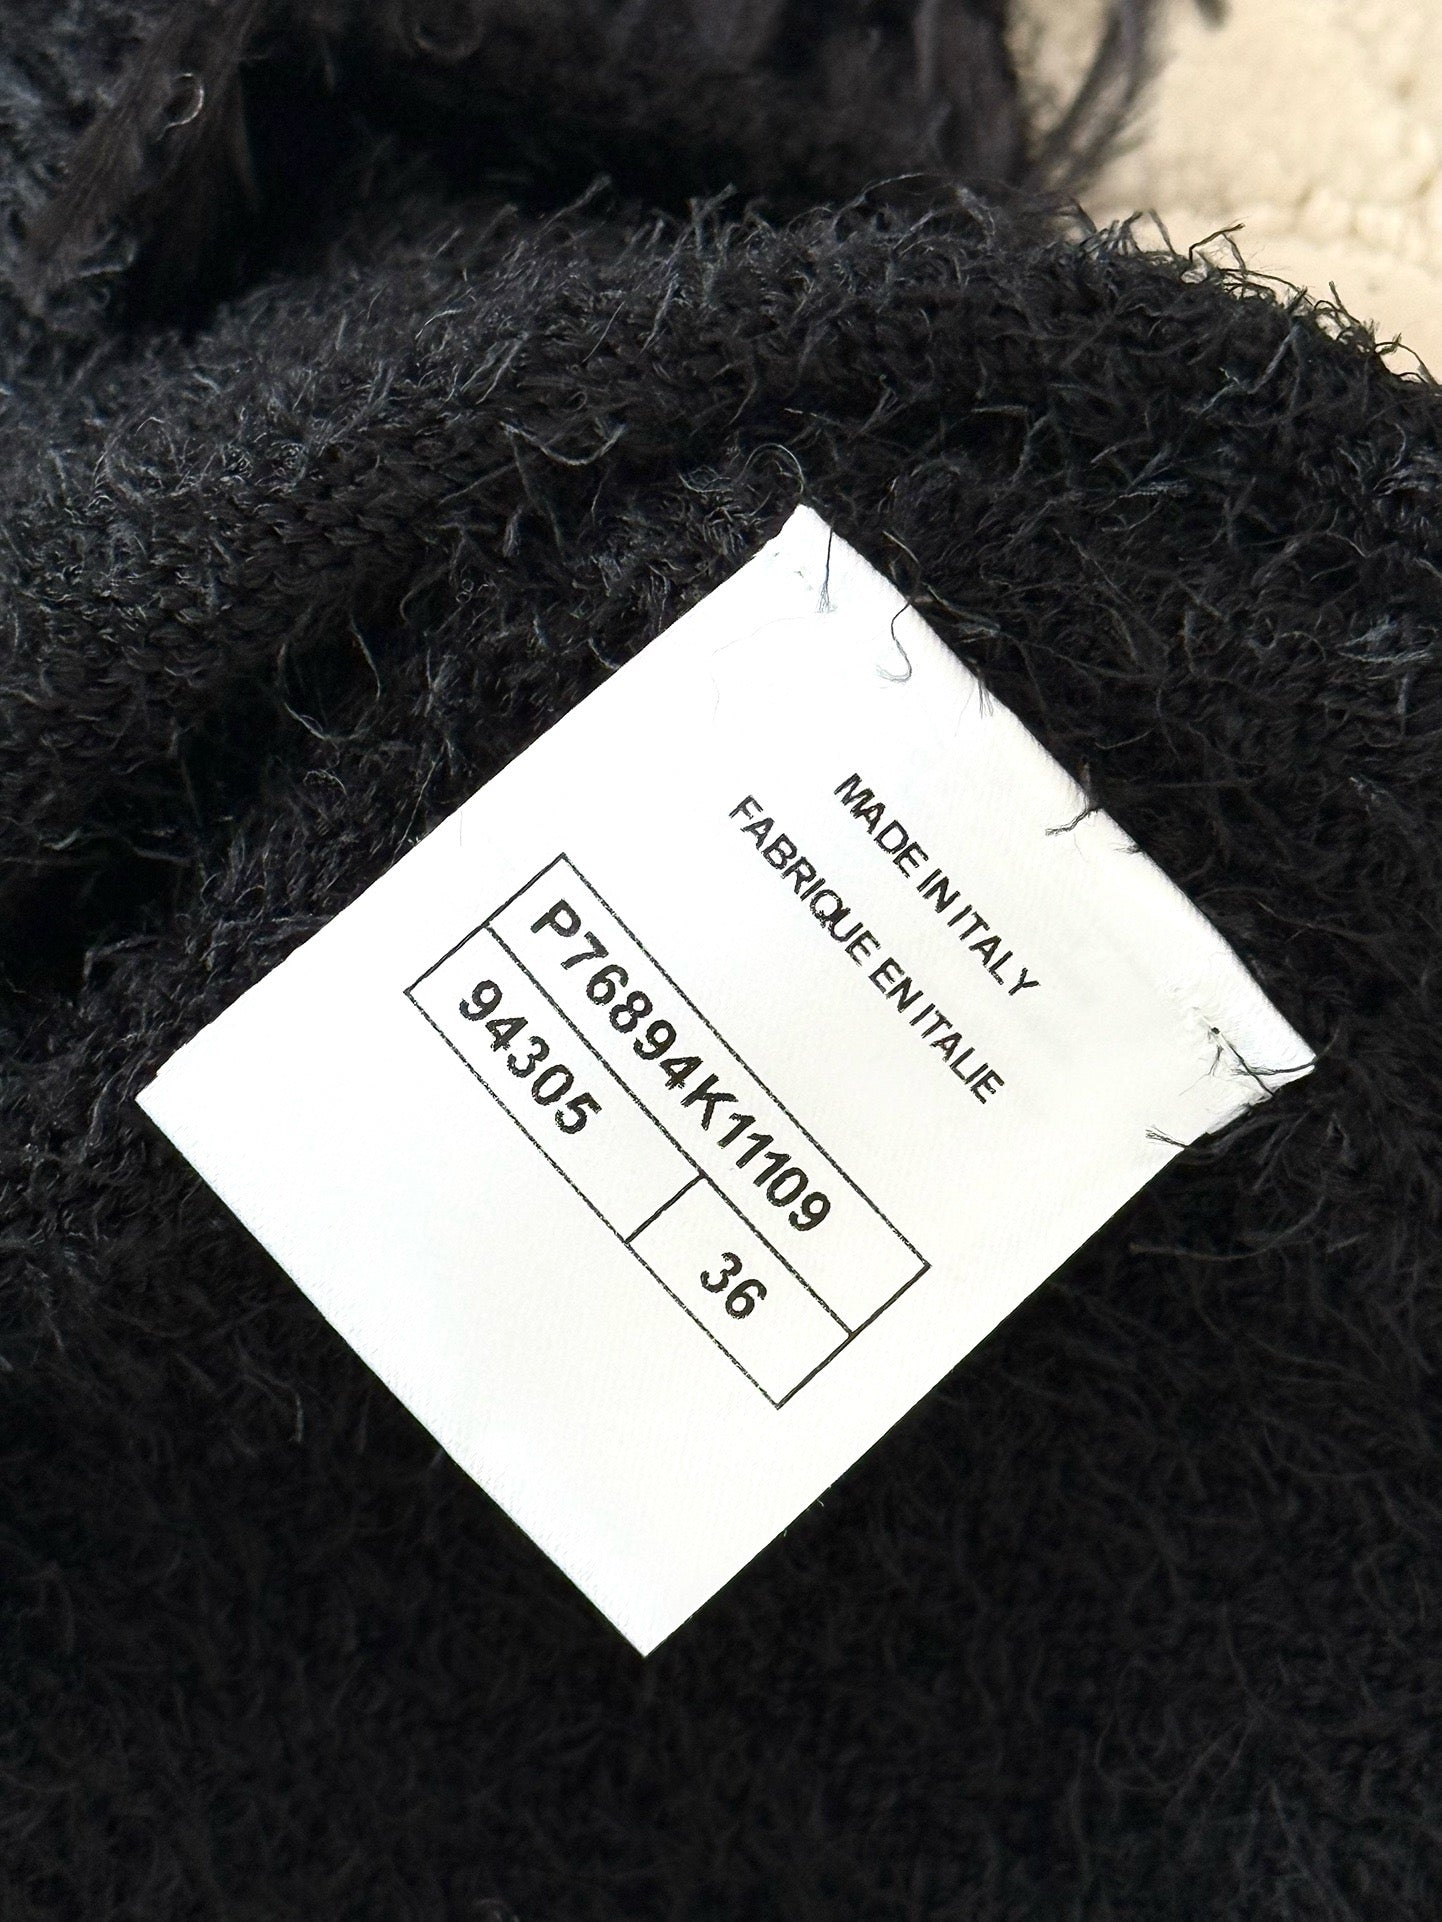 MADE IN ITALY
FABRIQUE EN ITALIE
P76894K11109
94305
36